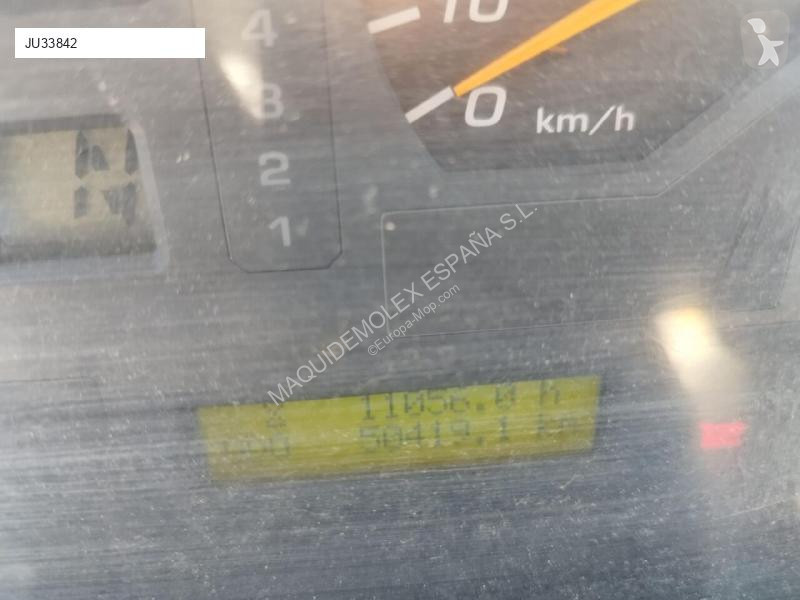 JU33842
4
3
2
1
10
0 km/h
N
MAQUIDEMOLEX ESPAÑA S.L.
©Europa-Mop.com
11056.0 H
50419.1 km